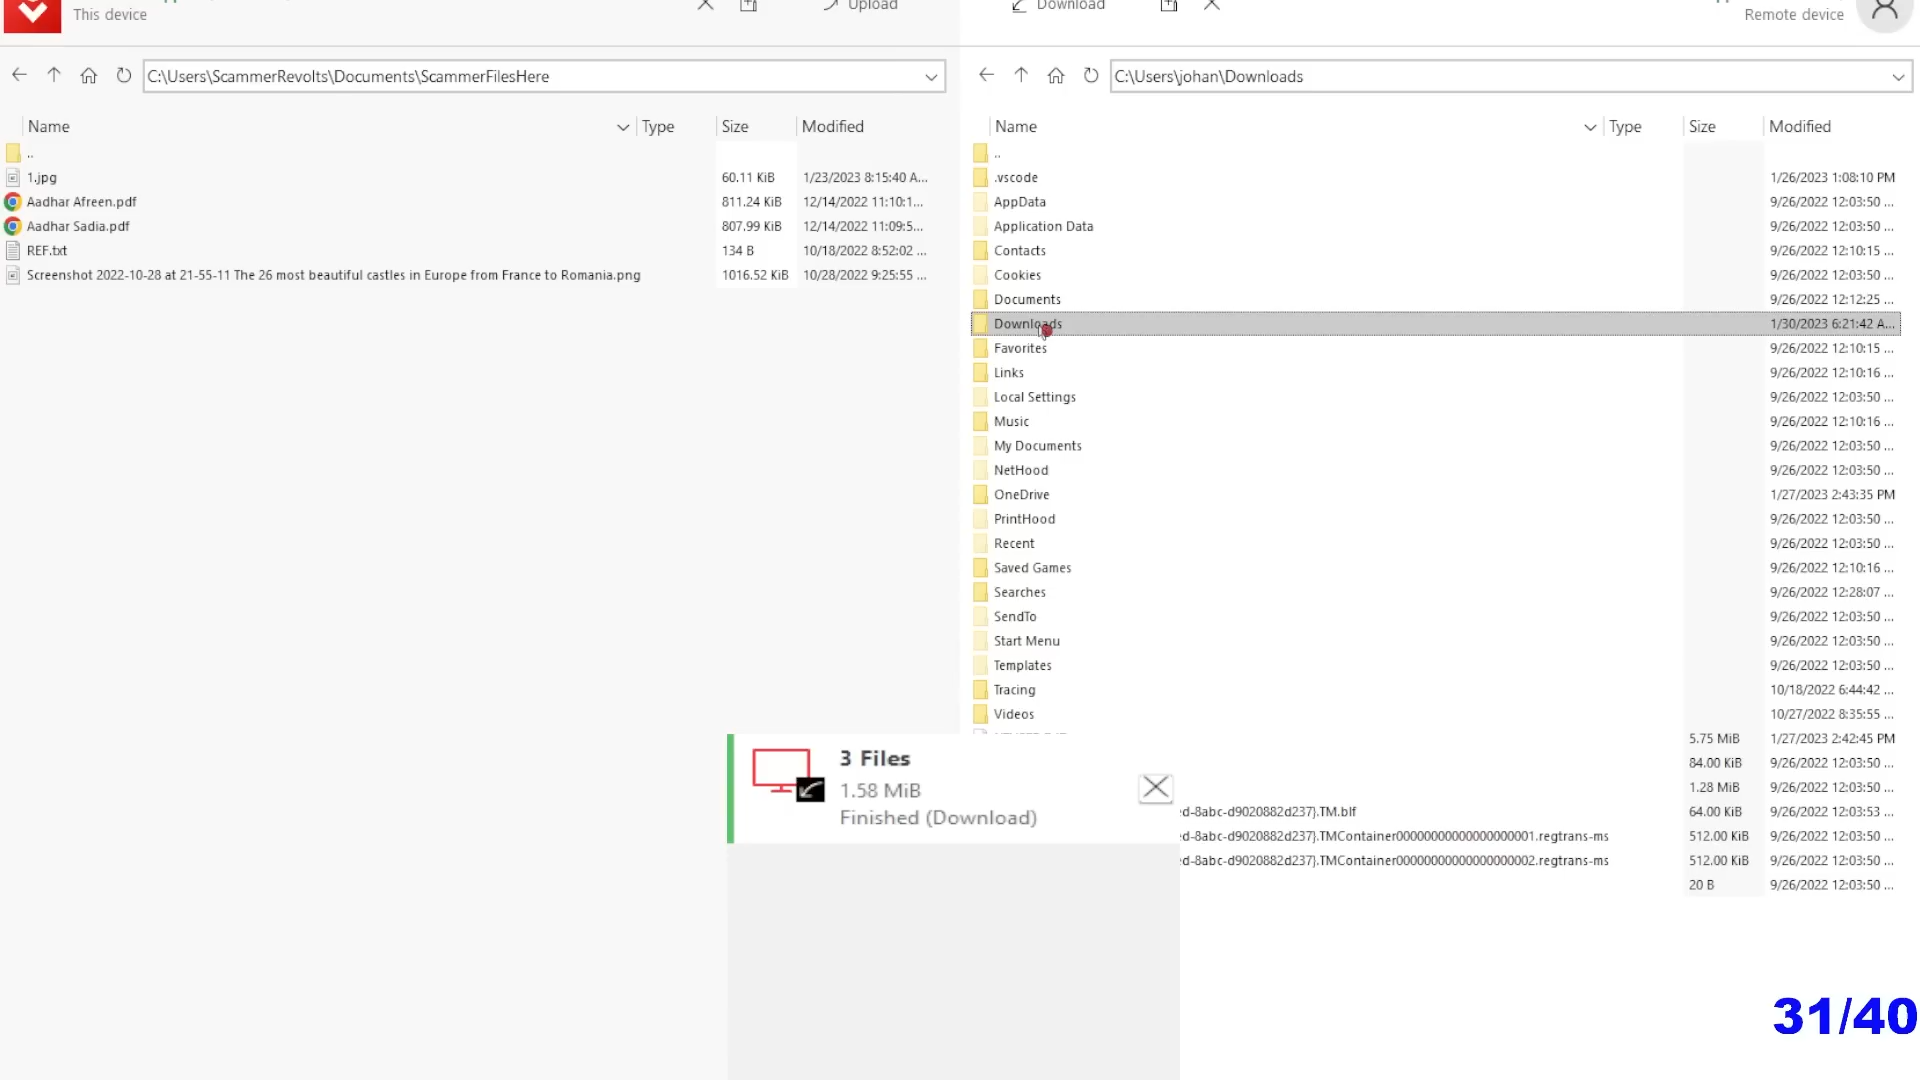 This device
Upload
Download
Remote device
C:\Users\ScammerRevolts\Documents\ScammerFilesHere
C:\Users\johan\Downloads
Name Type Size Modified
..
1.jpg 60.11 KiB 1/23/2023 8:15:40 A...
Aadhar Afreen.pdf 811.24 KiB 12/14/2022 11:10:1...
Aadhar Sadia.pdf 807.99 KiB 12/14/2022 11:09:5...
REF.txt 134 B 10/18/2022 8:52:02 ...
Screenshot 2022-10-28 at 21-55-11 The 26 most beautiful castles in Europe from France to Romania.png 1016.52 KiB 10/28/2022 9:25:55 ...
Name Type Size Modified
..
.vscode 1/26/2023 1:08:10 PM
AppData 9/26/2022 12:03:50 ...
Application Data 9/26/2022 12:03:50 ...
Contacts 9/26/2022 12:10:15 ...
Cookies 9/26/2022 12:03:50 ...
Documents 9/26/2022 12:12:25 ...
Downloads 1/30/2023 6:21:42 A...
Favorites 9/26/2022 12:10:15 ...
Links 9/26/2022 12:10:16 ...
Local Settings 9/26/2022 12:03:50 ...
Music 9/26/2022 12:10:16 ...
My Documents 9/26/2022 12:03:50 ...
NetHood 9/26/2022 12:03:50 ...
OneDrive 1/27/2023 2:43:35 PM
PrintHood 9/26/2022 12:03:50 ...
Recent 9/26/2022 12:03:50 ...
Saved Games 9/26/2022 12:10:16 ...
Searches 9/26/2022 12:28:07 ...
SendTo 9/26/2022 12:03:50 ...
Start Menu 9/26/2022 12:03:50 ...
Templates 9/26/2022 12:03:50 ...
Tracing 10/18/2022 6:44:42 ...
Videos 10/27/2022 8:35:55 ...
5.75 MiB 1/27/2023 2:42:45 PM
84.00 KiB 9/26/2022 12:03:50 ...
1.28 MiB 9/26/2022 12:03:50 ...
ed-8abc-d9020882d237}.TM.blf 64.00 KiB 9/26/2022 12:03:53 ...
ed-8abc-d9020882d237}.TMContainer00000000000000000001.regtrans-ms 512.00 KiB 9/26/2022 12:03:50 ...
ed-8abc-d9020882d237}.TMContainer00000000000000000002.regtrans-ms 512.00 KiB 9/26/2022 12:03:50 ...
20 B 9/26/2022 12:03:50 ...
3 Files
1.58 MiB
Finished (Download)
31/40